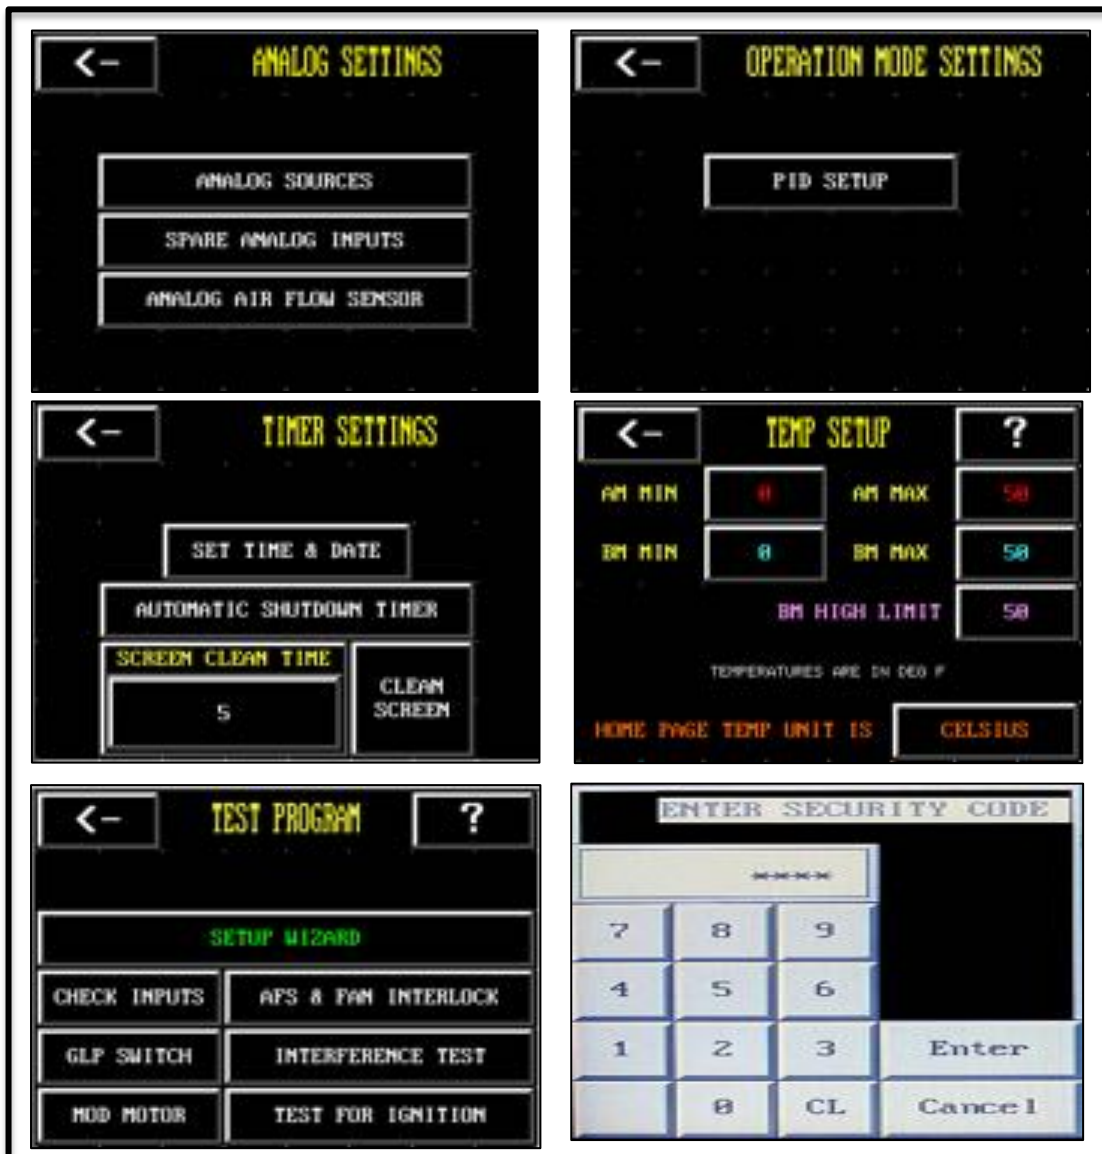 <- ANALOG SETTINGS
ANALOG SOURCES
SPARE ANALOG INPUTS
ANALOG AIR FLOW SENSOR
<- OPERATION MODE SETTINGS
PID SETUP
<- TIMER SETTINGS
SET TIME & DATE
AUTOMATIC SHUTDOWN TIMER
SCREEN CLEAN TIME
5
CLEAN
SCREEN
<- TEMP SETUP ?
AM MIN 0 AM MAX 50
BM MIN 0 BM MAX 50
BM HIGH LIMIT 50
TEMPERATURES ARE IN DEG F
HOME PAGE TEMP UNIT IS CELSIUS
<- TEST PROGRAM ?
SETUP WIZARD
CHECK INPUTS AFS & FAN INTERLOCK
GLP SWITCH INTERFERENCE TEST
MOD MOTOR TEST FOR IGNITION
ENTER SECURITY CODE
****
7 8 9
4 5 6
1 2 3 Enter
0 CL Cancel